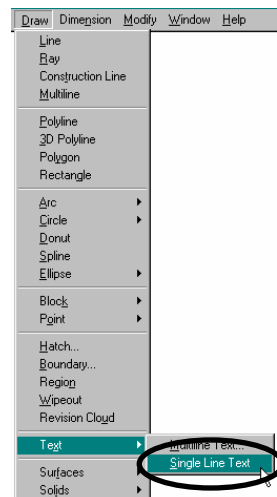 Draw Dimension Modify Window Help
Line
Ray
Construction Line
Multiline
Polyline
3D Polyline
Polygon
Rectangle
Arc
Circle
Donut
Spline
Ellipse
Block
Point
Hatch...
Boundary...
Region
Wipeout
Revision Cloud
Text
Multiline Text...
Single Line Text
Surfaces
Solids